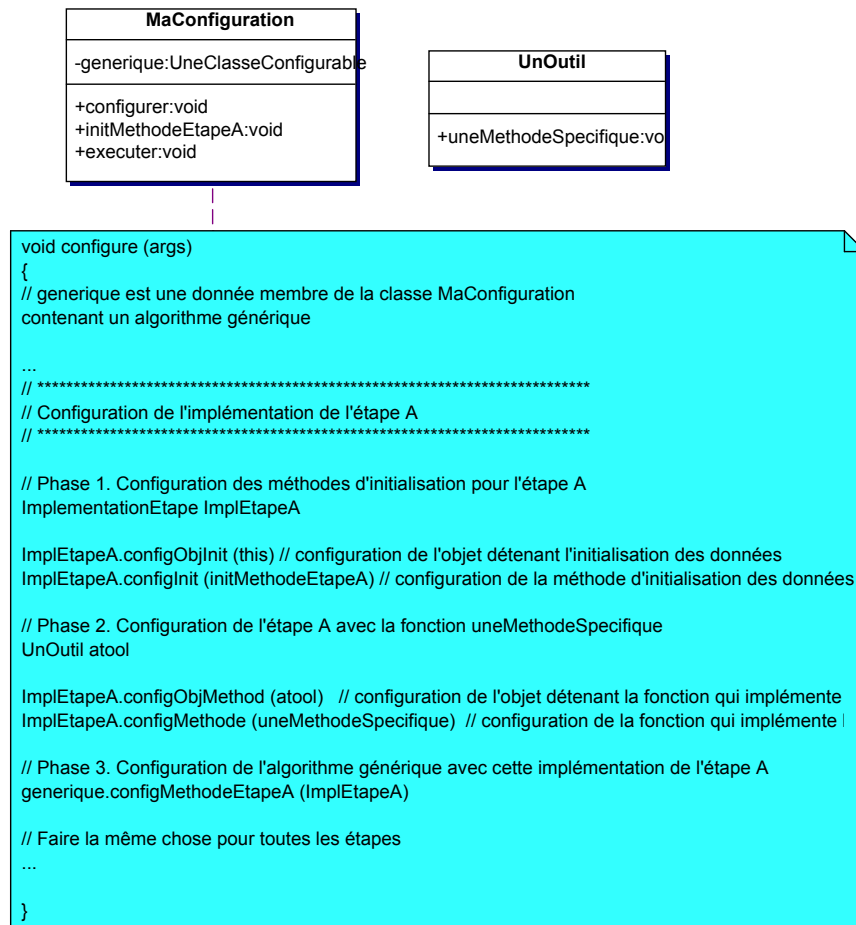 MaConfiguration
-generique:UneClasseConfigurable
+configurer:void
+initMethodeEtapeA:void
+executer:void
UnOutil
+uneMethodeSpecifique:vo
void configure (args)
{
// generique est une donnée membre de la classe MaConfiguration
contenant un algorithme générique
...
// ****************************************************************************
// Configuration de l'implémentation de l'étape A
// ****************************************************************************
// Phase 1. Configuration des méthodes d'initialisation pour l'étape A
ImplementationEtape ImplEtapeA
ImplEtapeA.configObjInit (this) // configuration de l'objet détenant l'initialisation des données
ImplEtapeA.configInit (initMethodeEtapeA) // configuration de la méthode d'initialisation des données
// Phase 2. Configuration de l'étape A avec la fonction uneMethodeSpecifique
UnOutil atool
ImplEtapeA.configObjMethod (atool) // configuration de l'objet détenant la fonction qui implémente
ImplEtapeA.configMethode (uneMethodeSpecifique) // configuration de la fonction qui implémente
// Phase 3. Configuration de l'algorithme générique avec cette implémentation de l'étape A
generique.configMethodeEtapeA (ImplEtapeA)
// Faire la même chose pour toutes les étapes
...
}